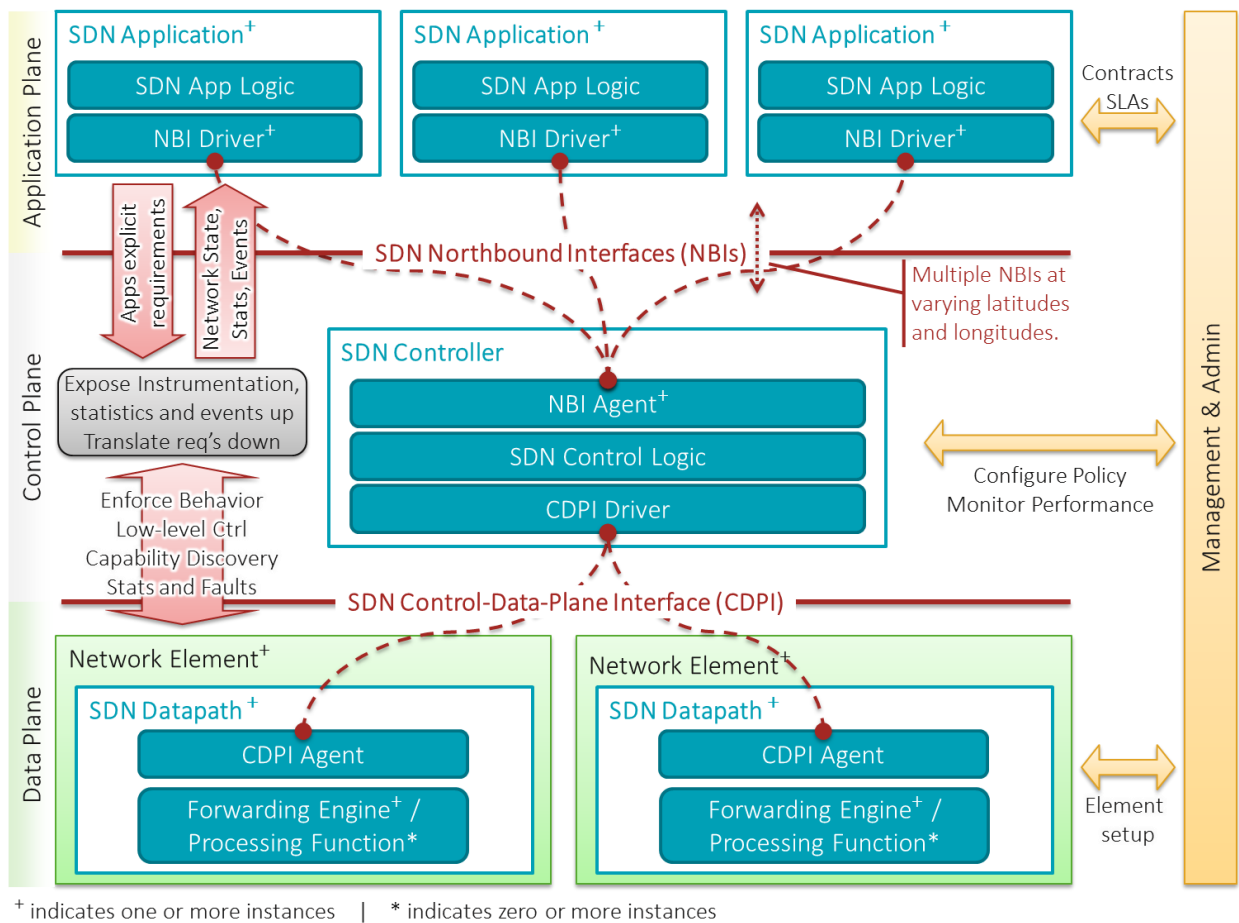 Application Plane
SDN Application+
SDN App Logic
NBI Driver+
SDN Application+
SDN App Logic
NBI Driver+
SDN Application+
SDN App Logic
NBI Driver+
Contracts
SLAs
Apps explicit
requirements
Network State,
Stats, Events
SDN Northbound Interfaces (NBIs)
Multiple NBIs at
varying latitudes
and longitudes.
Control Plane
Expose Instrumentation,
statistics and events up
Translate req's down
SDN Controller
NBI Agent+
SDN Control Logic
CDPI Driver
Configure Policy
Monitor Performance
Management & Admin
Enforce Behavior
Low-level Ctrl
Capability Discovery
Stats and Faults
SDN Control-Data-Plane Interface (CDPI)
Data Plane
Network Element+
SDN Datapath+
CDPI Agent
Forwarding Engine+ /
Processing Function*
Network Element+
SDN Datapath+
CDPI Agent
Forwarding Engine+ /
Processing Function*
Element
setup
+ indicates one or more instances | * indicates zero or more instances